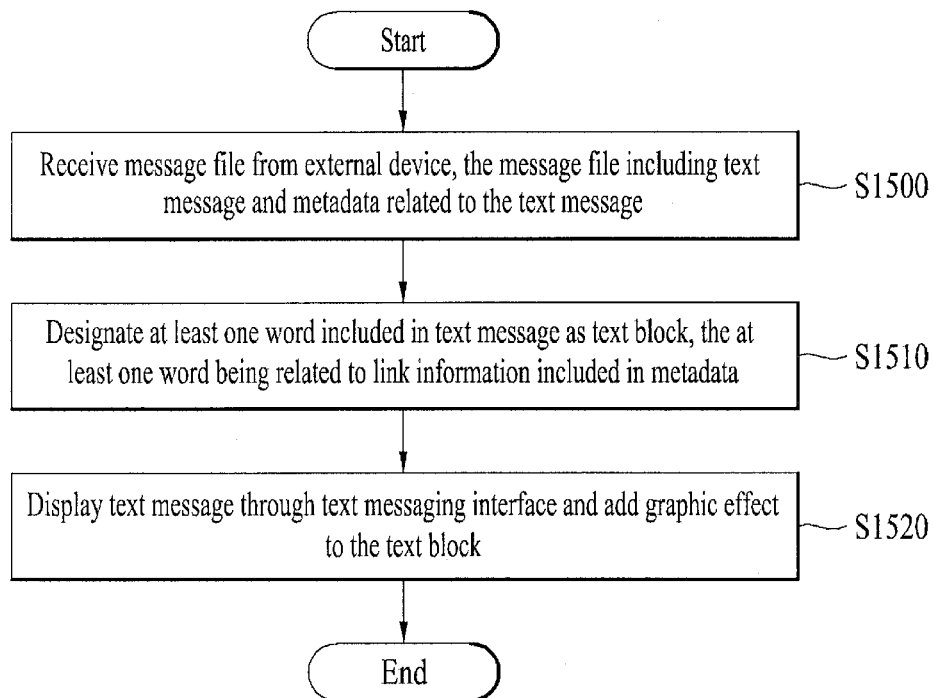 Start
Receive message file from external device, the message file including text
message and metadata related to the text message
S1500
Designate at least one word included in text message as text block, the at
least one word being related to link information included in metadata
S1510
Display text message through text messaging interface and add graphic effect
to the text block
S1520
End